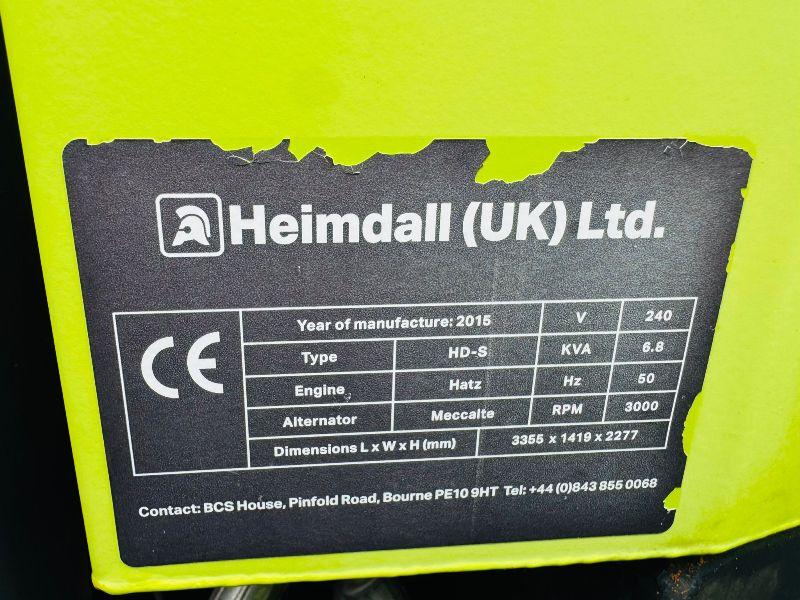 Heimdall (UK) Ltd.
CE
Year of manufacture: 2015 V 240
Type HD-S KVA 6.8
Engine Hatz Hz 50
Alternator Meccalte RPM 3000
Dimensions L x W x H (mm) 3355 x 1419 x 2277
Contact: BCS House, Pinfold Road, Bourne PE10 9HT Tel: +44 (0)843 855 0068